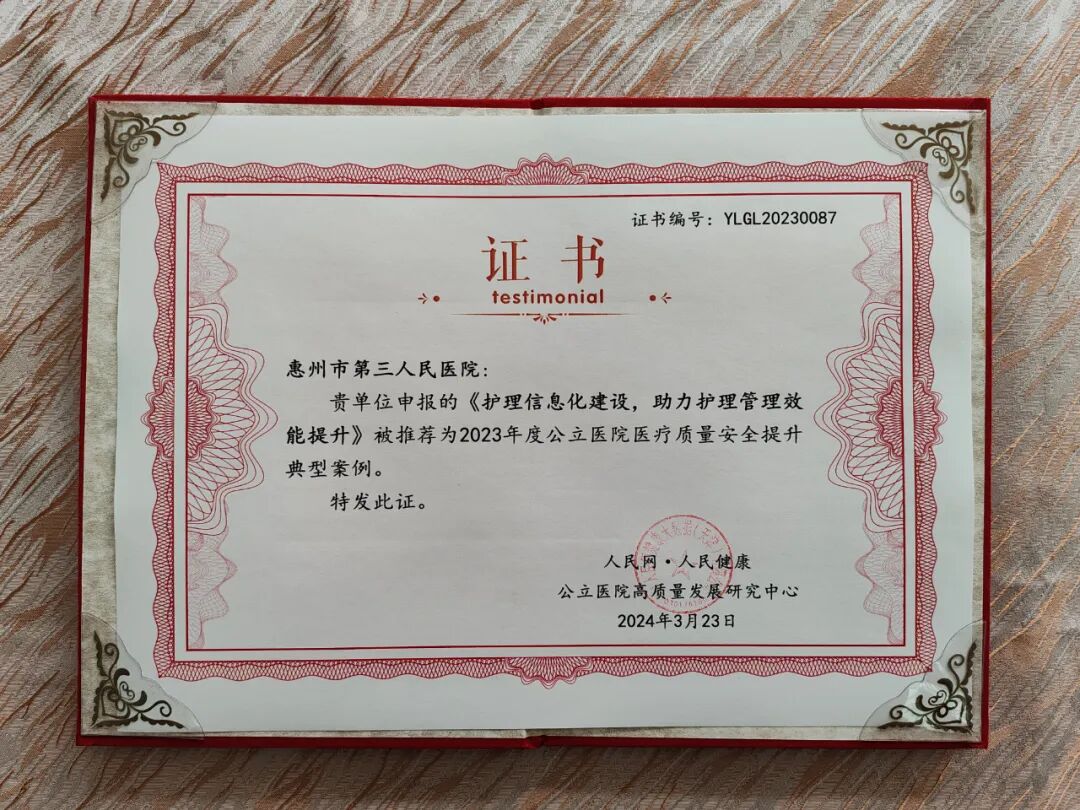 证书编号：YLGL20230087
证书
testimonial
惠州市第三人民医院：
贵单位申报的《护理信息化建设，助力护理管理效
能提升》被推荐为2023年度公立医院医疗质量安全提升
典型案例。
特发此证。
人民网·人民健康
公立医院高质量发展研究中心
2024年3月23日